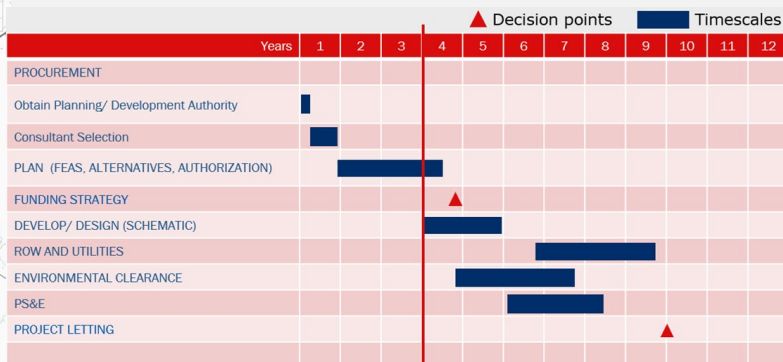 Decision points Timescales
Years 1 2 3 4 5 6 7 8 9 10 11 12
PROCUREMENT
Obtain Planning/ Development Authority
Consultant Selection
PLAN (FEAS, ALTERNATIVES, AUTHORIZATION)
FUNDING STRATEGY
DEVELOP/ DESIGN (SCHEMATIC)
ROW AND UTILITIES
ENVIRONMENTAL CLEARANCE
PS&E
PROJECT LETTING